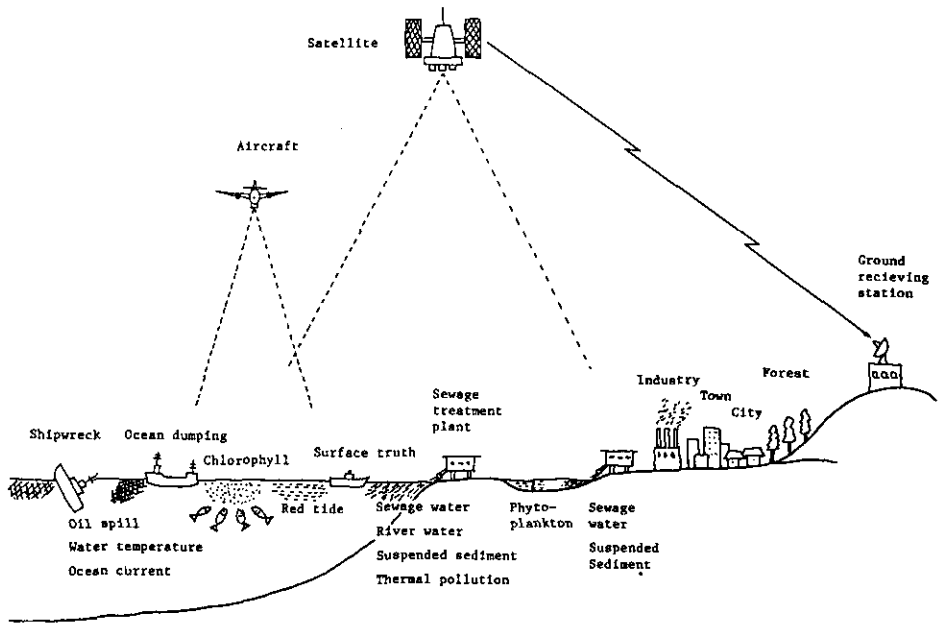 Satellite
Aircraft
Ground
recieving
station
Forest
Industry
Town
City
Sewage
treatment
plant
Shipwreck
Ocean dumping
Chlorophyll
Surface truth
Oil spill
Water temperature
Ocean current
Red tide
Sewage water
River water
Suspended sediment
Thermal pollution
Phyto-
plankton
Sewage
water
Suspended
Sediment